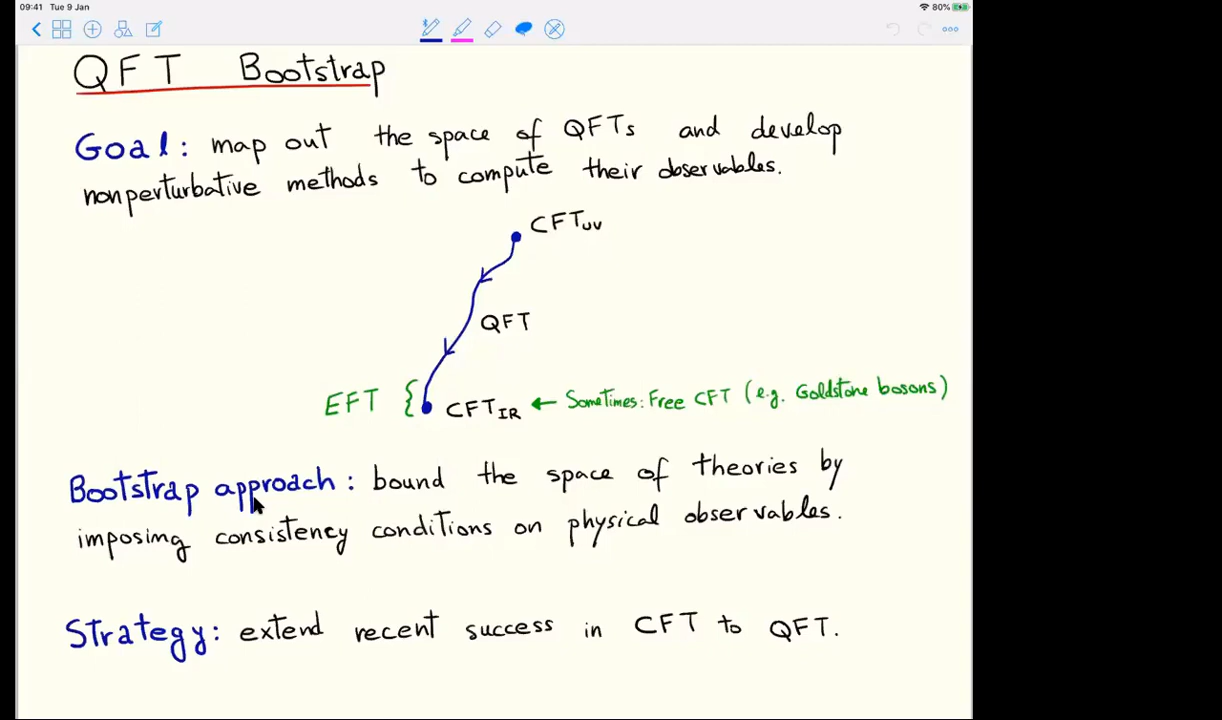 09:41 Tue 9 Jan 80%
QFT Bootstrap
Goal: map out the space of QFTs and develop
nonperturbative methods to compute their observables.
CFTUV
QFT
EFT { CFTIR ← Sometimes: Free CFT (e.g. Goldstone bosons)
Bootstrap approach: bound the space of theories by
imposing consistency conditions on physical observables.
Strategy: extend recent success in CFT to QFT.